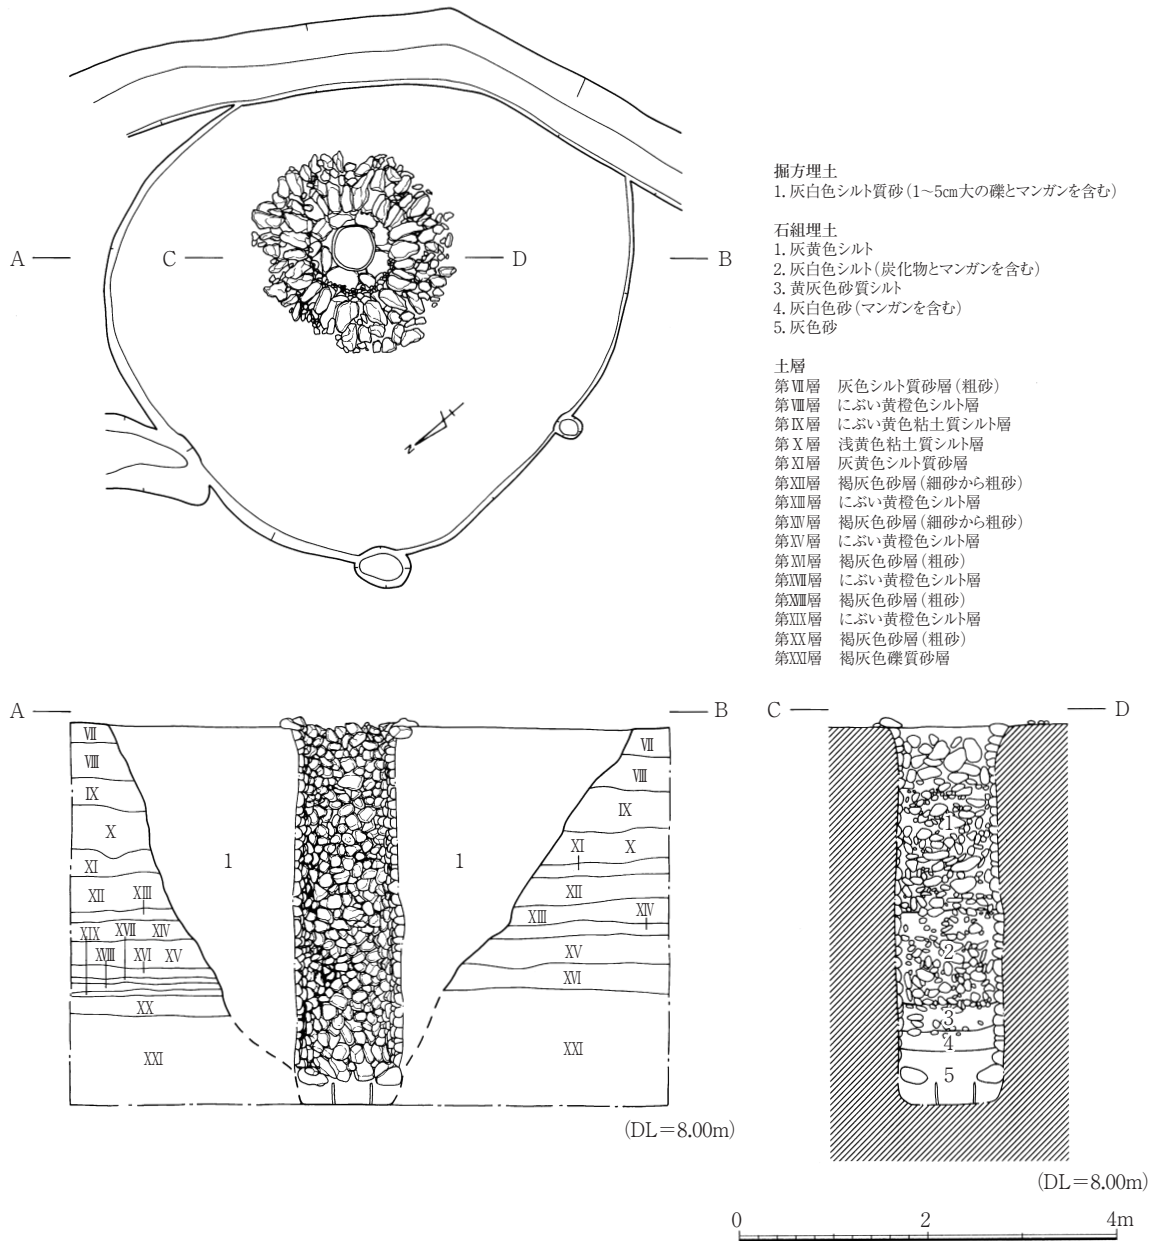 A
C
D
B
N
掘方埋土
1. 灰白色シルト質砂（1～5㎝大の礫とマンガンを含む）
石組埋土
1. 灰黄色シルト
2. 灰白色シルト（炭化物とマンガンを含む）
3. 黄灰色砂質シルト
4. 灰白色砂（マンガンを含む）
5. 灰色砂
土層
第Ⅶ層 灰色シルト質砂層（粗砂）
第Ⅷ層 にぶい黄橙色シルト層
第Ⅸ層 にぶい黄色粘土質シルト層
第Ⅹ層 浅黄色粘土質シルト層
第Ⅺ層 灰黄色シルト質砂層
第Ⅻ層 褐灰色砂層（細砂から粗砂）
第XIII層 にぶい黄橙色シルト層
第XIV層 褐灰色砂層（細砂から粗砂）
第XV層 にぶい黄橙色シルト層
第XVI層 褐灰色砂層（粗砂）
第XVII層 にぶい黄橙色シルト層
第XVIII層 褐灰色砂層（粗砂）
第XIX層 にぶい黄橙色シルト層
第XX層 褐灰色砂層（粗砂）
第XXI層 褐灰色礫質砂層
A
B
Ⅶ
Ⅷ
Ⅸ
Ⅹ
Ⅺ
Ⅻ
XIII
XIX
XVII
XIV
XVIII
XVI
XV
XX
XXI
1
1
Ⅶ
Ⅷ
Ⅸ
Ⅺ
Ⅹ
Ⅻ
XIII
XIV
XV
XVI
XXI
(DL=8.00m)
C
D
1
2
3
4
5
(DL=8.00m)
0
2
4m